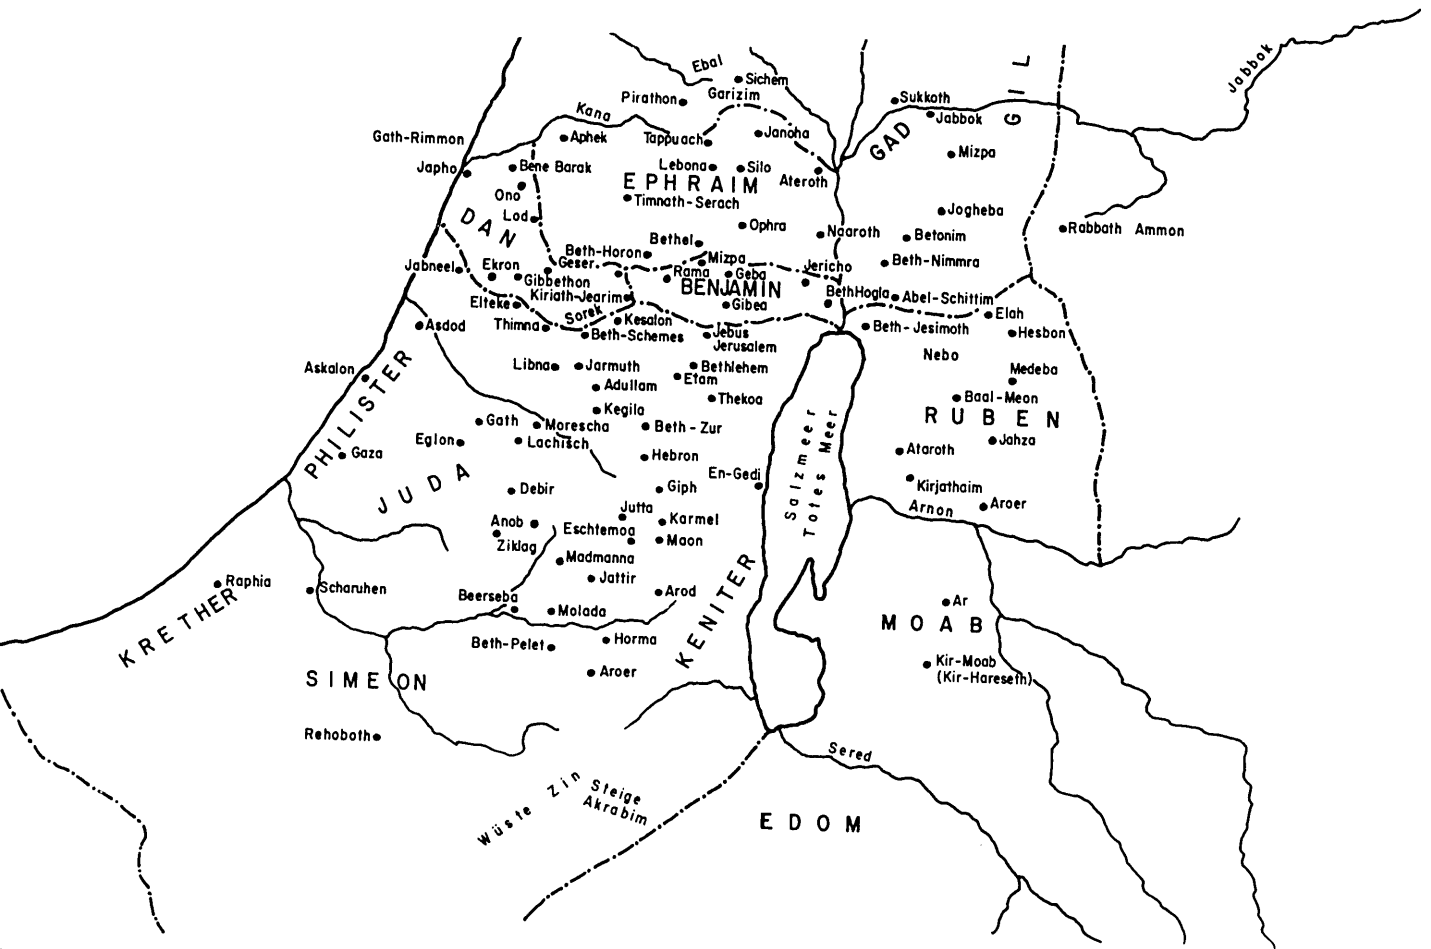 Jabbok
Ebal
Sichem
Garizim
Pirathon
Sukkoth
Jabbok
GIL
Kana
Gath-Rimmon
Aphek
Tappuach
Janoha
GAD
Mizpa
Japho
Bene Barak
Lebona
Silo
Ateroth
EPHRAIM
Ono
Timnath-Serach
Lod
DAN
Ophra
Jogheba
Naaroth
Betonim
Rabbath Ammon
Bethel
Beth-Horon
Mizpa
Jabneel
Ekron
Geser
Gibbethon
Rama
Geba
Jericho
Beth-Nimmra
BENJAMIN
Elteke
Kiriath-Jearim
Gibea
BethHogla
Abel-Schittim
Sorek
Elah
Asdod
Thimna
Kesalon
Beth-Schemes
Jebus
Jerusalem
Beth-Jesimoth
Hesbon
Nebo
Askalon
PHILISTER
Libna
Jarmuth
Bethlehem
Etam
Medeba
Adullam
Thekoa
Baal-Meon
Kegila
RUBEN
Gath
Morescha
Beth-Zur
Salzmeer
Totes Meer
Eglon
Lachisch
Jahza
Gaza
Hebron
Ataroth
JUDA
En-Gedi
Debir
Giph
Kirjathaim
Jutta
Arnon
Aroer
Anob
Eschtemoa
Karmel
Ziklag
Maon
Madmanna
Raphia
Scharuhen
Jattir
KRETHER
Beerseba
Arod
KENITER
Molada
Ar
MOAB
Beth-Pelet
Horma
Aroer
Kir-Moab
(Kir-Hareseth)
SIMEON
Rehoboth
Sered
Wüste Zin
Steige
Akrabim
EDOM